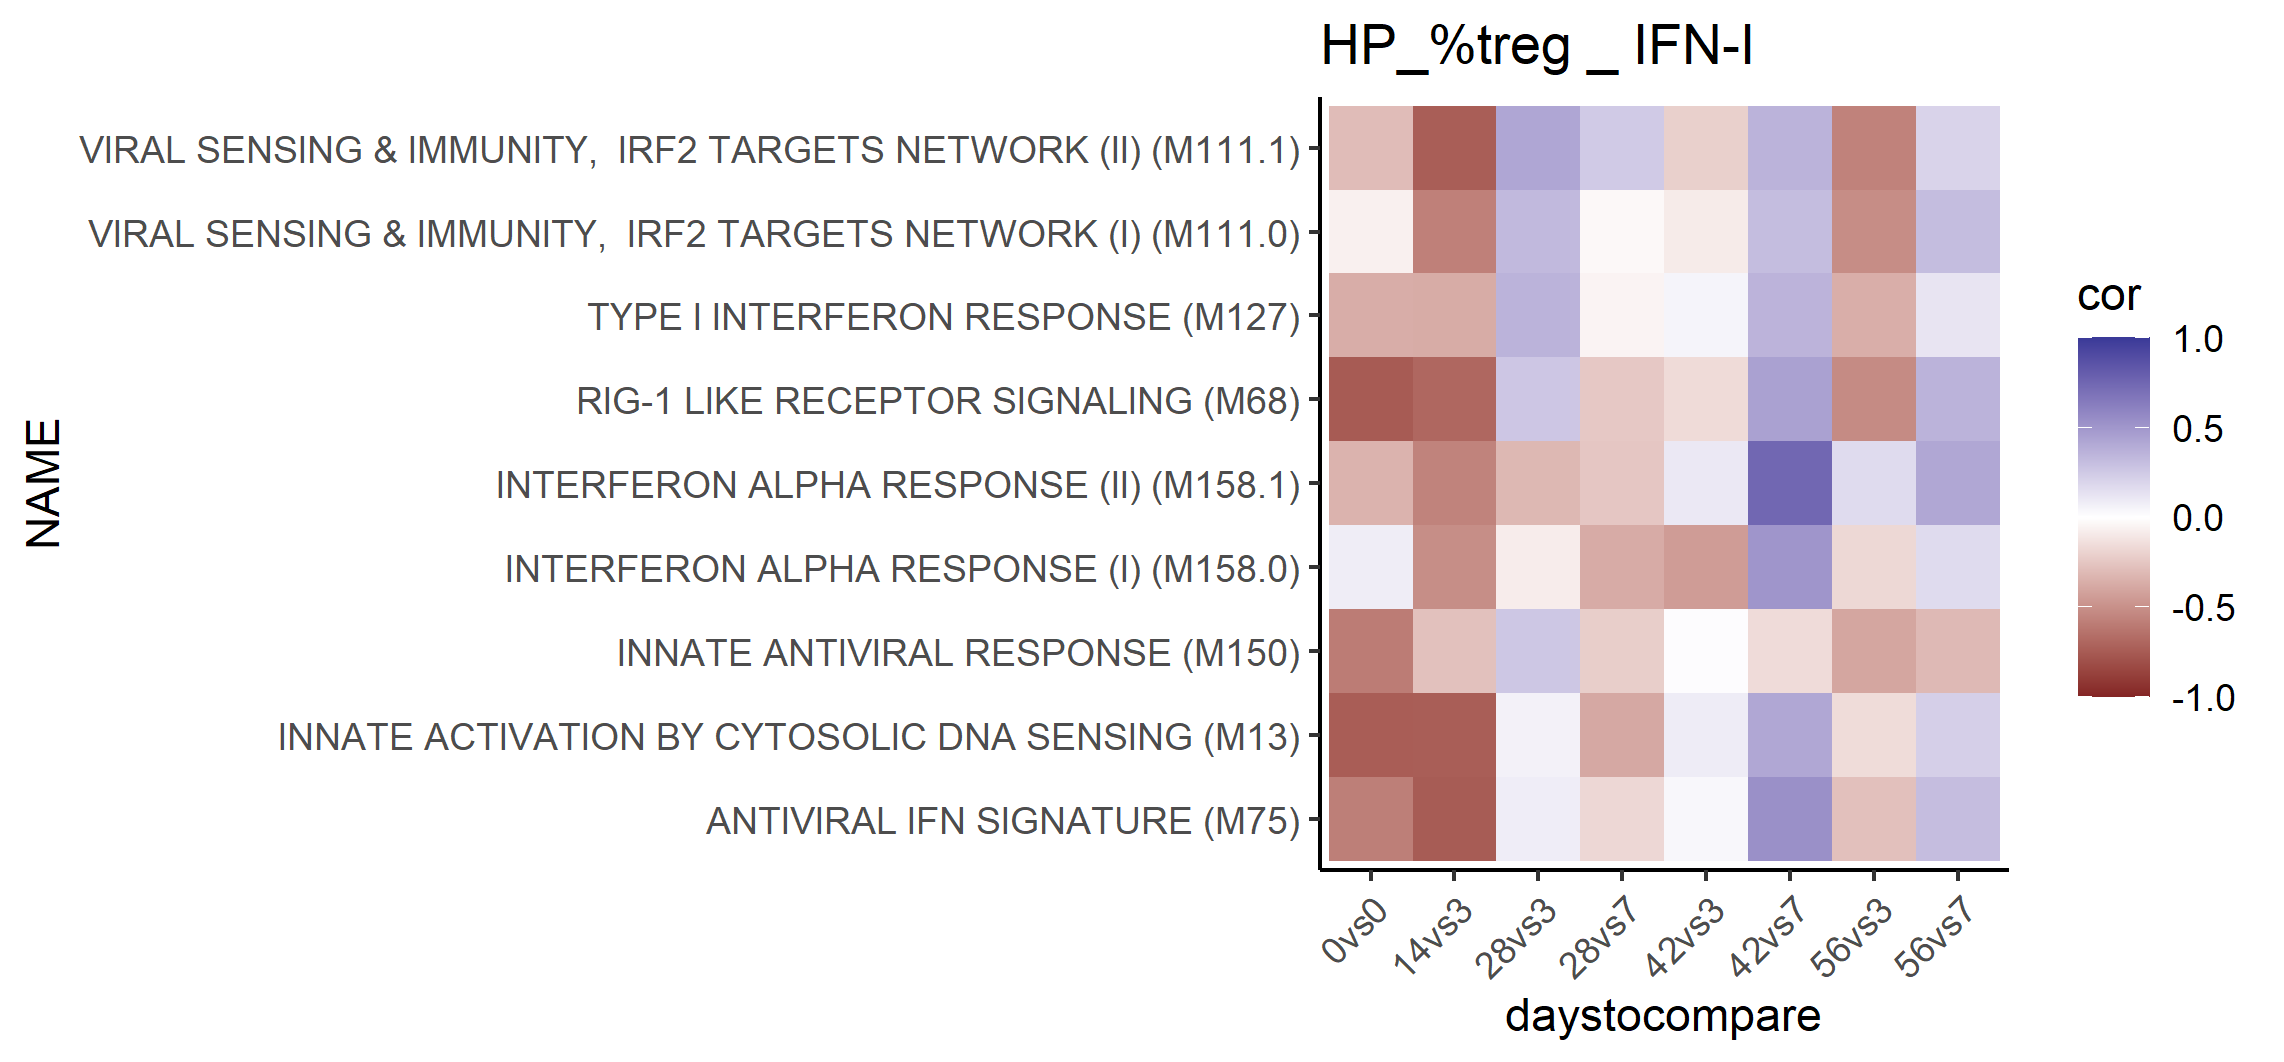 HP_%treg _ IFN-I
NAME
VIRAL SENSING & IMMUNITY,  IRF2 TARGETS NETWORK (II) (M111.1)
VIRAL SENSING & IMMUNITY,  IRF2 TARGETS NETWORK (I) (M111.0)
TYPE I INTERFERON RESPONSE (M127)
RIG-1 LIKE RECEPTOR SIGNALING (M68)
INTERFERON ALPHA RESPONSE (II) (M158.1)
INTERFERON ALPHA RESPONSE (I) (M158.0)
INNATE ANTIVIRAL RESPONSE (M150)
INNATE ACTIVATION BY CYTOSOLIC DNA SENSING (M13)
ANTIVIRAL IFN SIGNATURE (M75)
0vs0
14vs3
28vs3
28vs7
42vs3
42vs7
56vs3
56vs7
daystocompare
cor
1.0
0.5
0.0
-0.5
-1.0